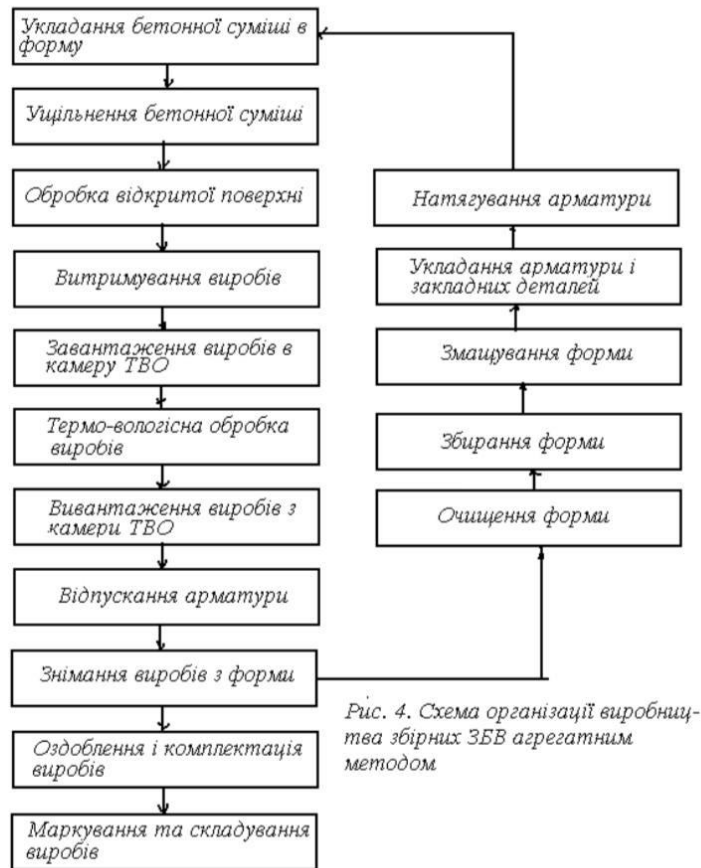 Укладання бетонної суміші в
форму
Ущільнення бетонної суміші
Обробка відкритої поверхні
Витримування виробів
Завантаження виробів в
камеру ТВО
Термо-вологісна обробка
виробів
Вивантаження виробів з
камери ТВО
Відпускання арматури
Знімання виробів з форми
Оздоблення і комплектація
виробів
Маркування та складування
виробів
Натягування арматури
Укладання арматури і
закладних деталей
Змащування форми
Збирання форми
Очищення форми
Рис. 4. Схема організації виробниц-
тва збірних ЗБВ агрегатним
методом